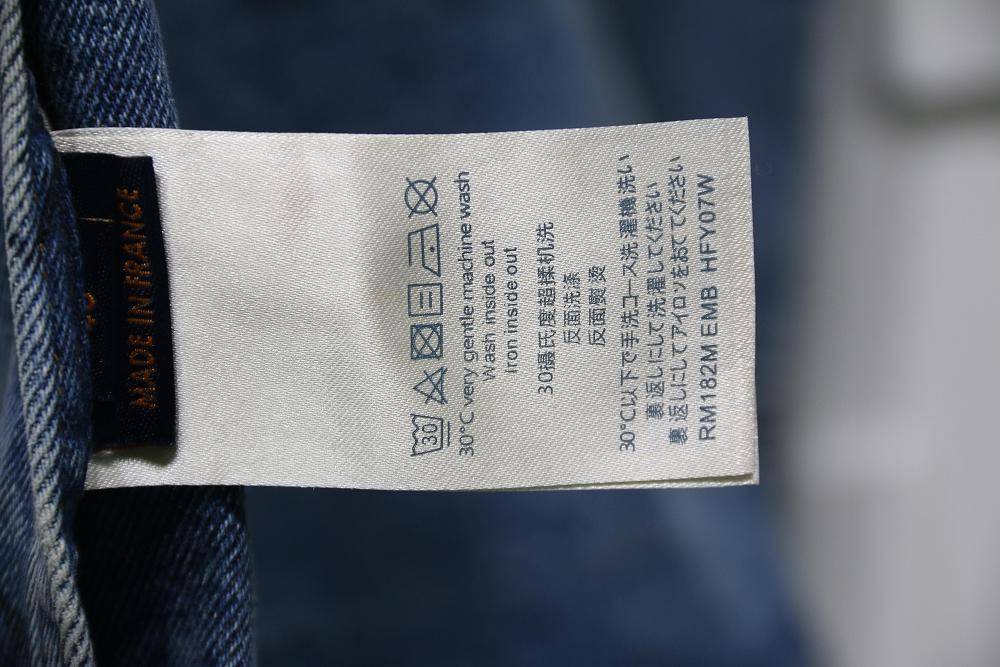 MADE IN FRANCE
30
30°C very gentle machine wash
Wash inside out
Iron inside out
30摄氏度超揉机洗
反面洗涤
反面熨烫
30°C以下で手洗コース洗濯機洗い
裏返しにして洗濯してください
裏返しにしてアイロンをおててください
RM182M EMB HFY07W